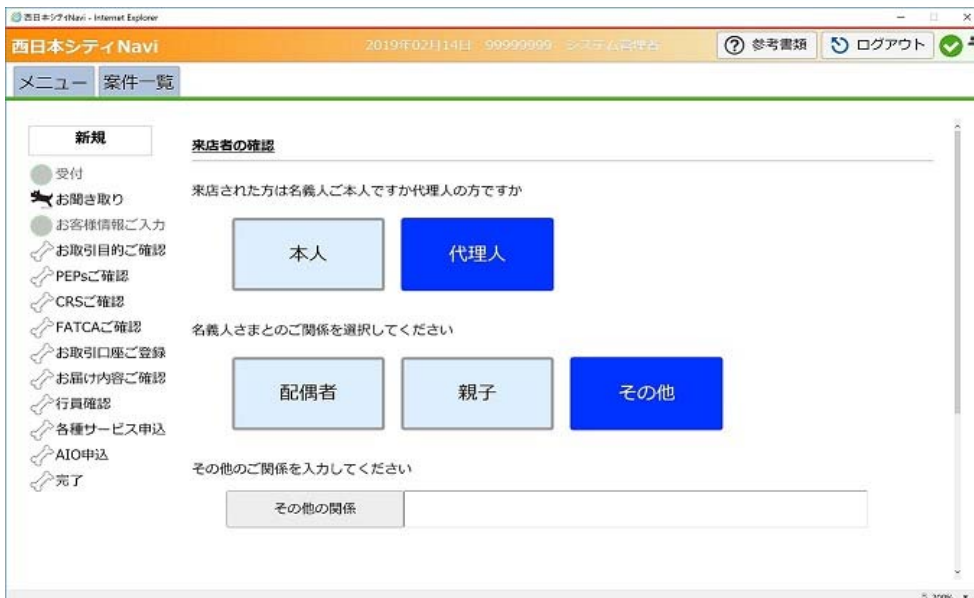 西日本シティNavi - Internet Explorer
西日本シティNavi
2019年02月14日 99999999 システム管理者
参考書類
ログアウト
メニュー
案件一覧
新規
受付
お聞き取り
お客様情報ご入力
お取引目的ご確認
PEPsご確認
CRSご確認
FATCAご確認
お取引口座ご登録
お届け内容ご確認
行員確認
各種サービス申込
AIO申込
完了
来店者の確認
来店された方は名義人ご本人ですか代理人の方ですか
本人
代理人
名義人さまとのご関係を選択してください
配偶者
親子
その他
その他のご関係を入力してください
その他の関係